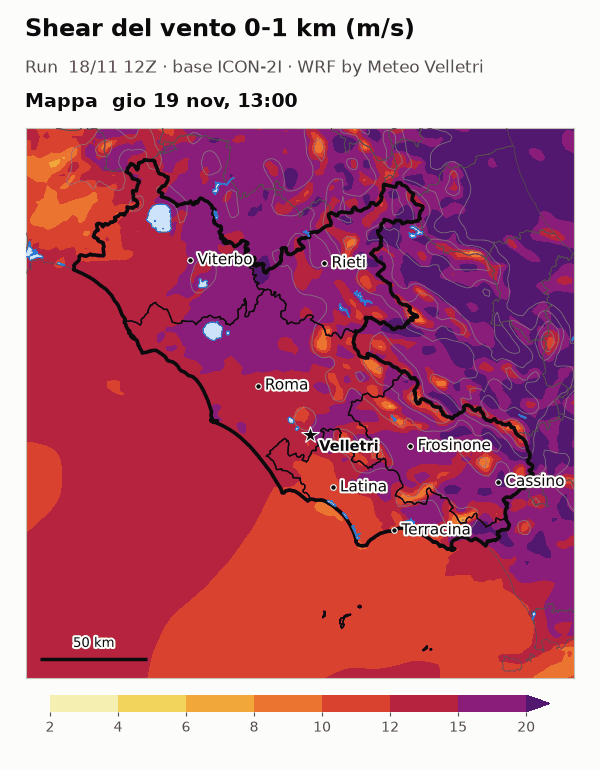 Shear del vento 0-1 km (m/s)
Run  18/11 12Z · base ICON-2I · WRF by Meteo Velletri
Mappa  gio 19 nov, 13:00
Viterbo
Rieti
Roma
Velletri
Frosinone
Cassino
Latina
Terracina
50 km
2 4 6 8 10 12 15 20